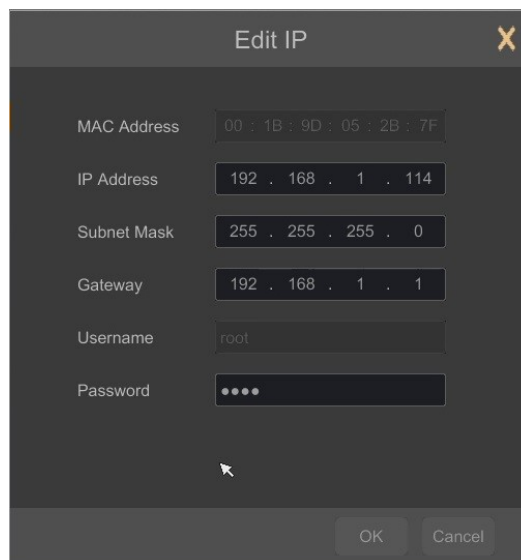 Edit IP
X
MAC Address 00 : 1B : 9D : 05 : 2B : 7F
IP Address 192 . 168 . 1 . 114
Subnet Mask 255 . 255 . 255 . 0
Gateway 192 . 168 . 1 . 1
Username root
Password ●●●●
OK Cancel